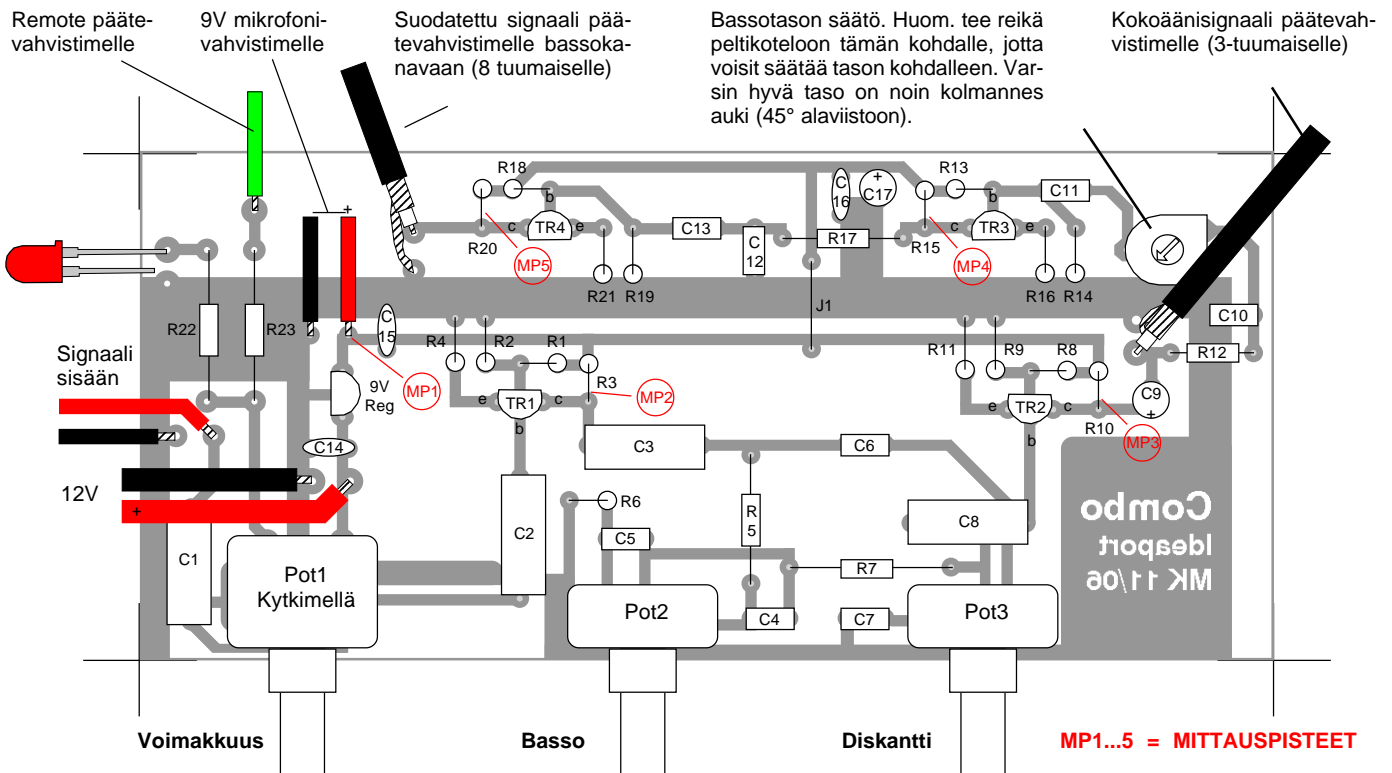 Remote pääte-
vahvistimelle
9V mikrofoni-
vahvistimelle
Suodatettu signaali pää-
tevahvistimelle bassoka-
navaan (8 tuumaiselle)
Bassotason säätö. Huom. tee reikä
peltikoteloon tämän kohdalle, jotta
voisit säätää tason kohdalleen. Var-
sin hyvä taso on noin kolmannes
auki (45° alaviistoon).
Kokoäänisignaali päätevah-
vistimelle (3-tuumaiselle)
+
R18
b
c
TR4
e
R20
MP5
R21
R19
C13
C
12
R17
C
16
+
C17
R13
b
c
TR3
e
R15
MP4
R16
R14
C11
R22
R23
C
15
R4
R2
R1
J1
R11
R9
R8
C10
R12
Signaali
sisään
9V
Reg
MP1
R3
MP2
e
TR1
c
b
e
TR2
c
b
R10
MP3
C9
+
C14
C3
C6
12V
+
C1
C2
R6
C5
R
5
C8
R7
Combo
Ideaport
MK 11/06
Pot1
Kytkimellä
Pot2
C4
C7
Pot3
Voimakkuus
Basso
Diskantti
MP1...5 = MITTAUSPISTEET